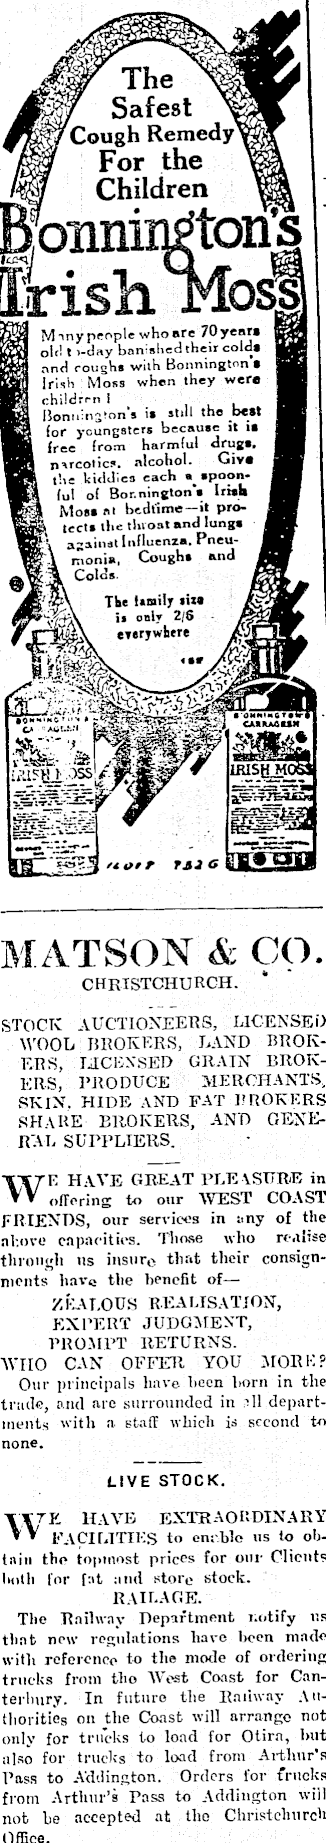 The
Safest
Cough Remedy
For the
Children
Bonnington's
Irish Moss
Many people who are 70 years
old to-day banished their colds
and coughs with Bonnington's
Irish Moss when they were
children!
Bonnington's is still the best
for youngsters because it is
free from harmful drugs,
narcotics, alcohol. Give
the kiddies each a spoon-
ful of Bonnington's Irish
Moss at bedtime—it pro-
tects the throat and lungs
against Influenza, Pneu-
monia, Coughs and
Colds.
The family size
is only 2/6
everywhere
BONNINGTON'S
CARRAGEEN
IRISH MOSS
BONNINGTON'S
CARRAGEEN
IRISH MOSS
MATSON & CO.
CHRISTCHURCH.
STOCK AUCTIONEERS, LICENSED
WOOL BROKERS, LAND BROK-
ERS, LICENSED GRAIN BROK-
ERS, PRODUCE MERCHANTS,
SKIN, HIDE AND FAT BROKERS
SHARE BROKERS, AND GENE-
RAL SUPPLIERS.
WE HAVE GREAT PLEASURE in
offering to our WEST COAST
FRIENDS, our services in any of the
above capacities. Those who realise
through us insure that their consign-
ments have the benefit of—
ZEALOUS REALISATION,
EXPERT JUDGMENT,
PROMPT RETURNS.
WHO CAN OFFER YOU MORE?
Our principals have been born in the
trade, and are surrounded in all depart-
ments with a staff which is second to
none.
LIVE STOCK.
WE HAVE EXTRAORDINARY
FACILITIES to enable us to ob-
tain the topmost prices for our Clients
both for fat and store stock.
RAILAGE.
The Railway Department notify us
that new regulations have been made
with reference to the mode of ordering
trucks from the West Coast for Can-
terbury. In future the Railway Au-
thorities on the Coast will arrange not
only for trucks to load for Otira, but
also for trucks to load from Arthur's
Pass to Addington. Orders for trucks
from Arthur's Pass to Addington will
not be accepted at the Christchurch
Office.